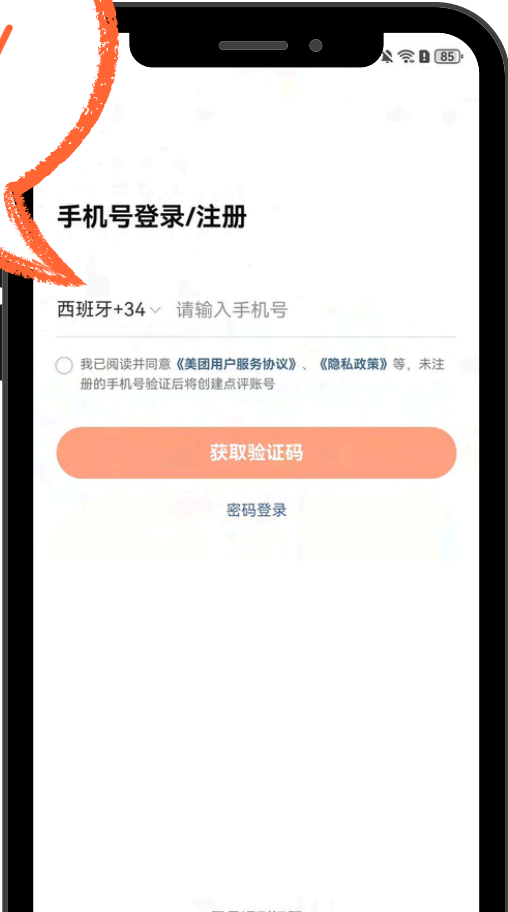 85
手机号登录/注册
西班牙+34 请输入手机号
我已阅读并同意《美团用户服务协议》、《隐私政策》等，未注
册的手机号验证后将创建点评账号
获取验证码
密码登录